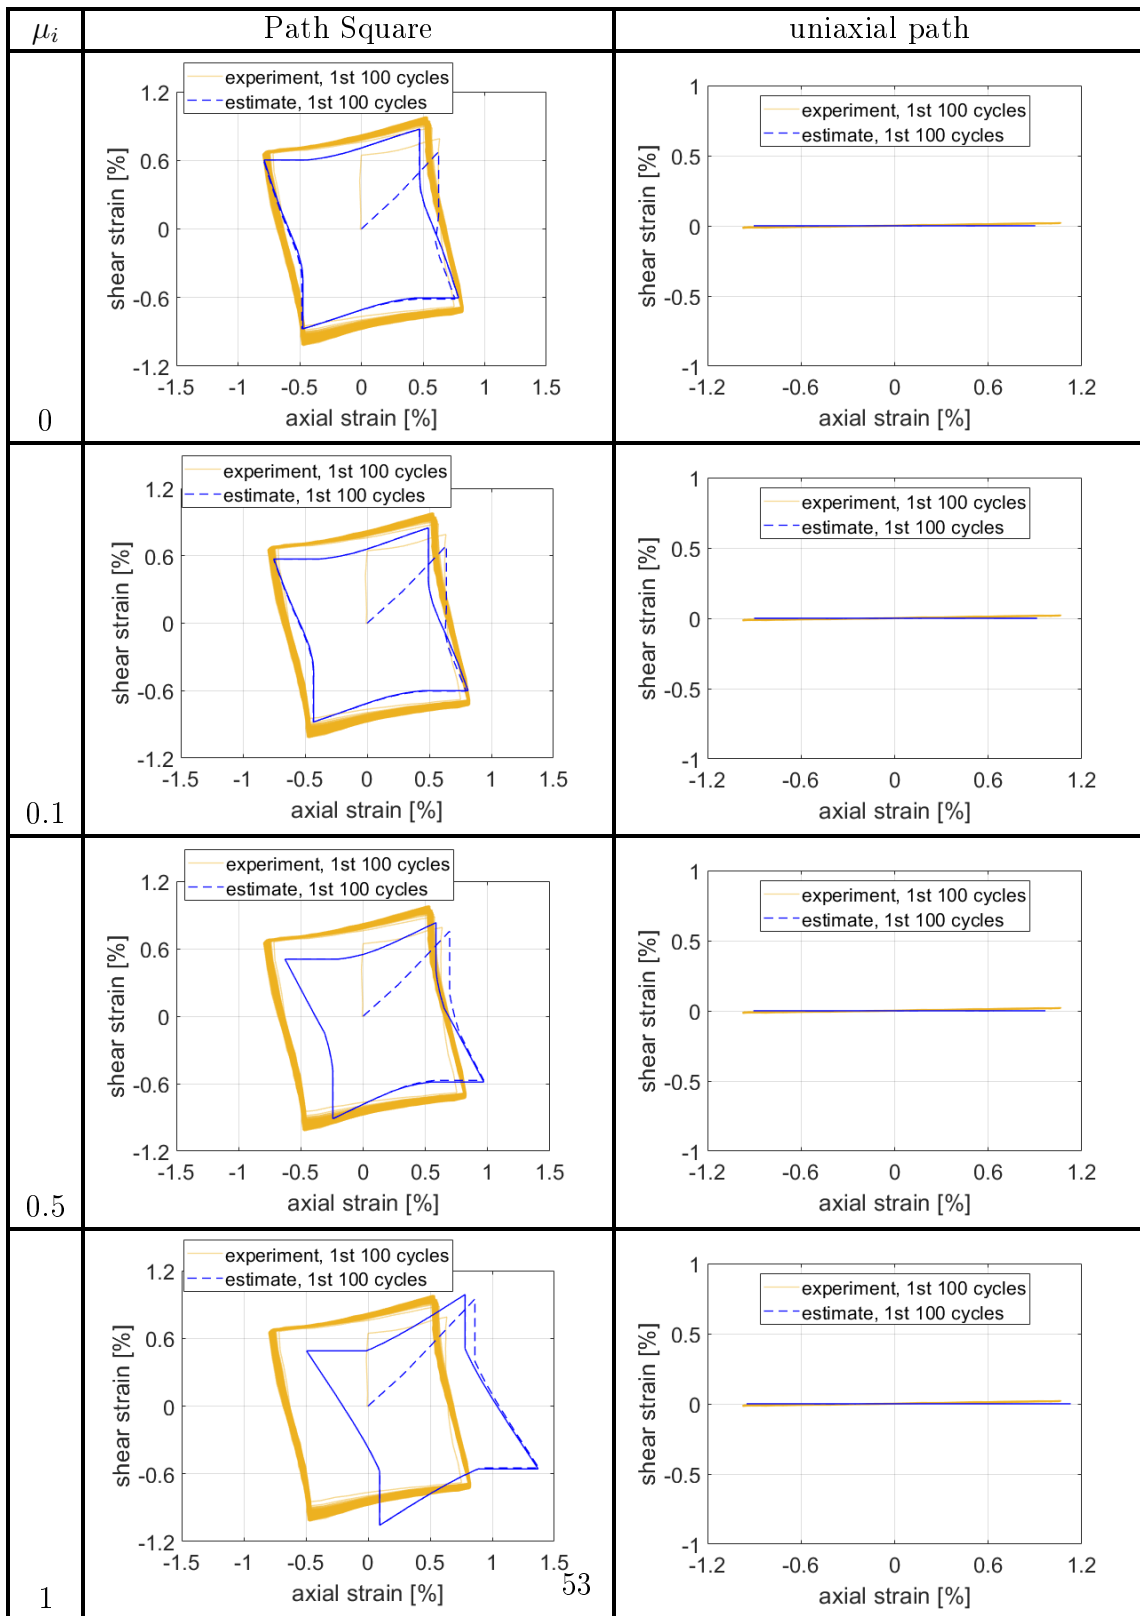 μi Path Square uniaxial path
experiment, 1st 100 cycles
estimate, 1st 100 cycles
1.2
0.6
0
-0.6
-1.2
shear strain [%]
-1.5 -1 -0.5 0 0.5 1 1.5
axial strain [%]
experiment, 1st 100 cycles
estimate, 1st 100 cycles
1
0.5
0
-0.5
-1
shear strain [%]
-1.2 -0.6 0 0.6 1.2
axial strain [%]
0
experiment, 1st 100 cycles
estimate, 1st 100 cycles
1.2
0.6
0
-0.6
-1.2
shear strain [%]
-1.5 -1 -0.5 0 0.5 1 1.5
axial strain [%]
experiment, 1st 100 cycles
estimate, 1st 100 cycles
1
0.5
0
-0.5
-1
shear strain [%]
-1.2 -0.6 0 0.6 1.2
axial strain [%]
0.1
experiment, 1st 100 cycles
estimate, 1st 100 cycles
1.2
0.6
0
-0.6
-1.2
shear strain [%]
-1.5 -1 -0.5 0 0.5 1 1.5
axial strain [%]
experiment, 1st 100 cycles
estimate, 1st 100 cycles
1
0.5
0
-0.5
-1
shear strain [%]
-1.2 -0.6 0 0.6 1.2
axial strain [%]
0.5
experiment, 1st 100 cycles
estimate, 1st 100 cycles
1.2
0.6
0
-0.6
-1.2
shear strain [%]
-1.5 -1 -0.5 0 0.5 1 1.5
axial strain [%]
experiment, 1st 100 cycles
estimate, 1st 100 cycles
1
0.5
0
-0.5
-1
shear strain [%]
-1.2 -0.6 0 0.6 1.2
axial strain [%]
1
53